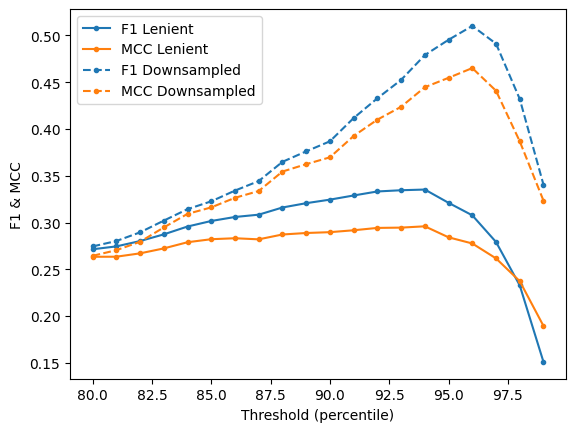 F1 Lenient
MCC Lenient
F1 Downsampled
MCC Downsampled
F1 & MCC
0.50
0.45
0.40
0.35
0.30
0.25
0.20
0.15
80.0 82.5 85.0 87.5 90.0 92.5 95.0 97.5
Threshold (percentile)